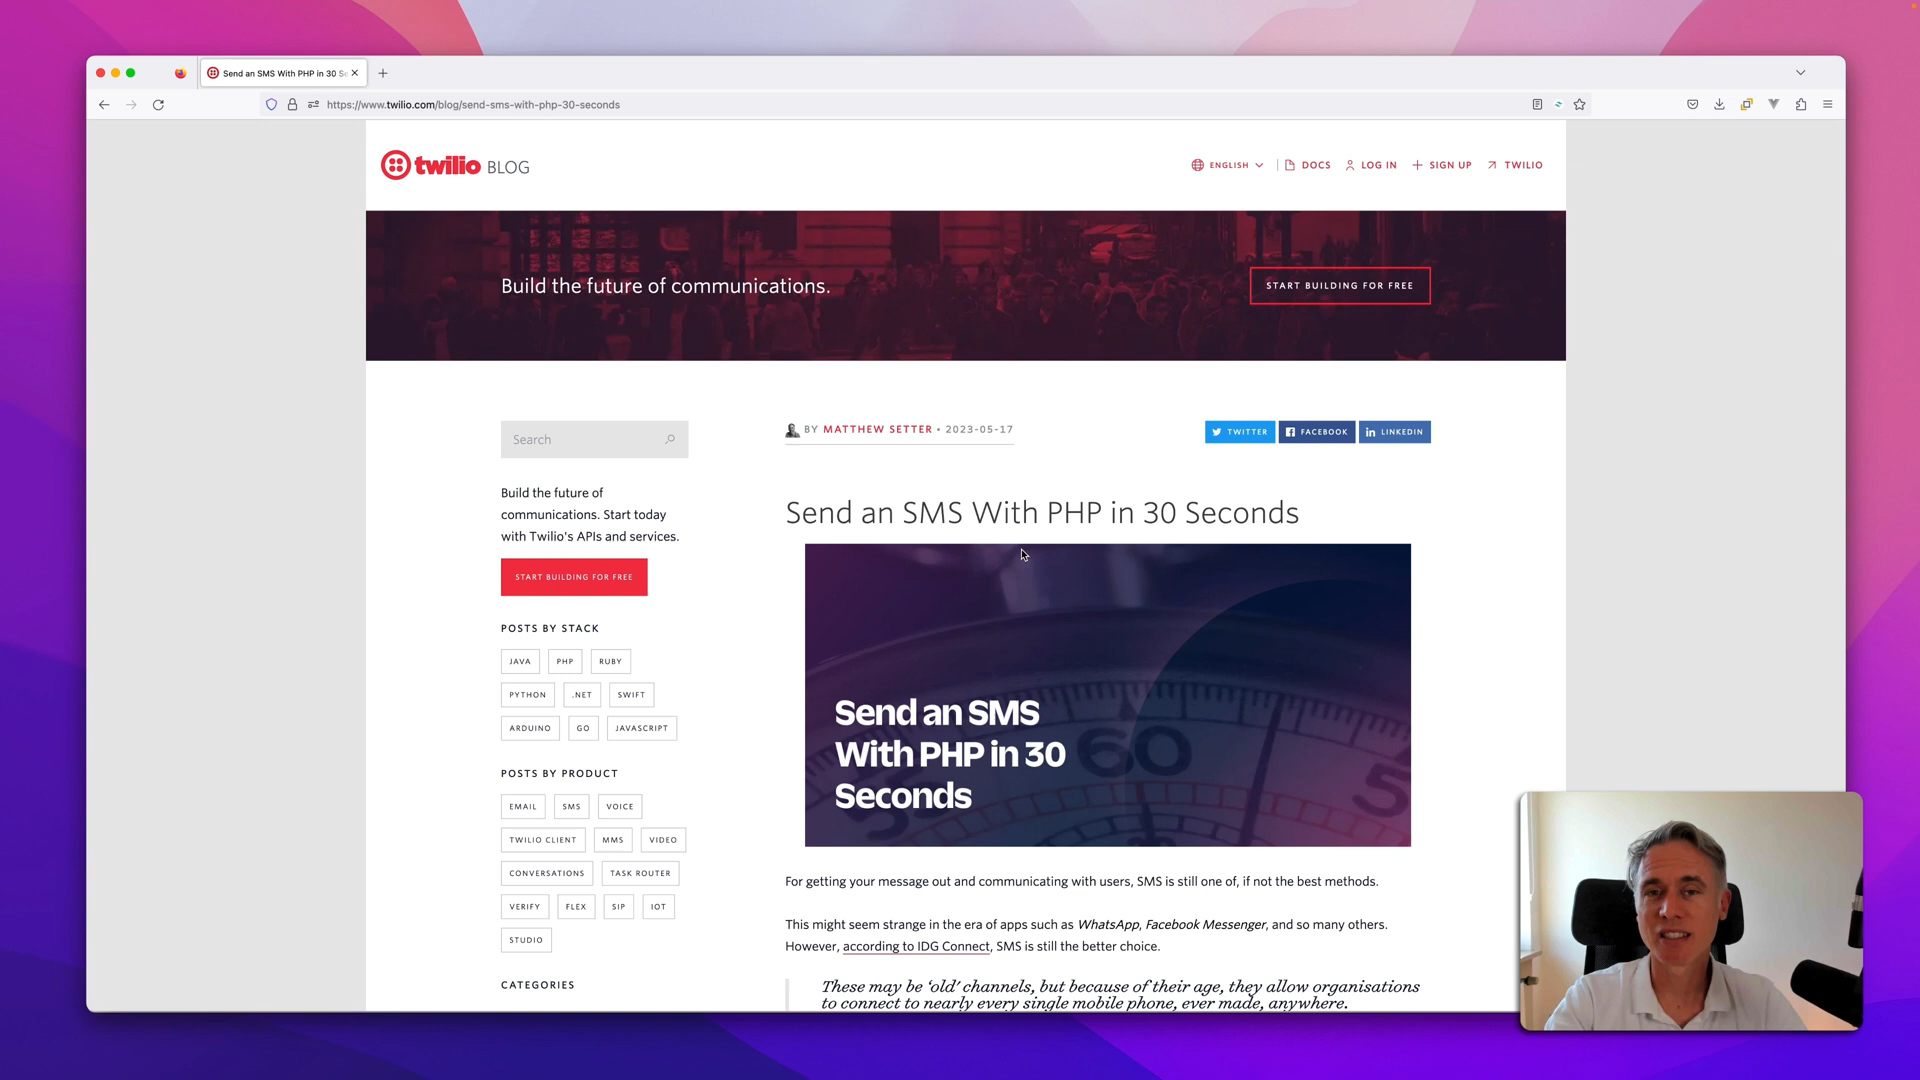 Send an SMS With PHP in 30 Se
https://www.twilio.com/blog/send-sms-with-php-30-seconds
twilio BLOG
ENGLISH
DOCS
LOG IN
SIGN UP
TWILIO
Build the future of communications.
START BUILDING FOR FREE
Search
BY MATTHEW SETTER • 2023-05-17
TWITTER
FACEBOOK
LINKEDIN
Build the future of
communications. Start today
with Twilio's APIs and services.
START BUILDING FOR FREE
POSTS BY STACK
JAVA PHP RUBY
PYTHON .NET SWIFT
ARDUINO GO JAVASCRIPT
POSTS BY PRODUCT
EMAIL SMS VOICE
TWILIO CLIENT MMS VIDEO
CONVERSATIONS TASK ROUTER
VERIFY FLEX SIP IOT
STUDIO
CATEGORIES
Send an SMS With PHP in 30 Seconds
Send an SMS
With PHP in 30
Seconds
60
55
5
For getting your message out and communicating with users, SMS is still one of, if not the best methods.
This might seem strange in the era of apps such as WhatsApp, Facebook Messenger, and so many others.
However, according to IDG Connect, SMS is still the better choice.
These may be ‘old’ channels, but because of their age, they allow organisations
to connect to nearly every single mobile phone, ever made, anywhere.